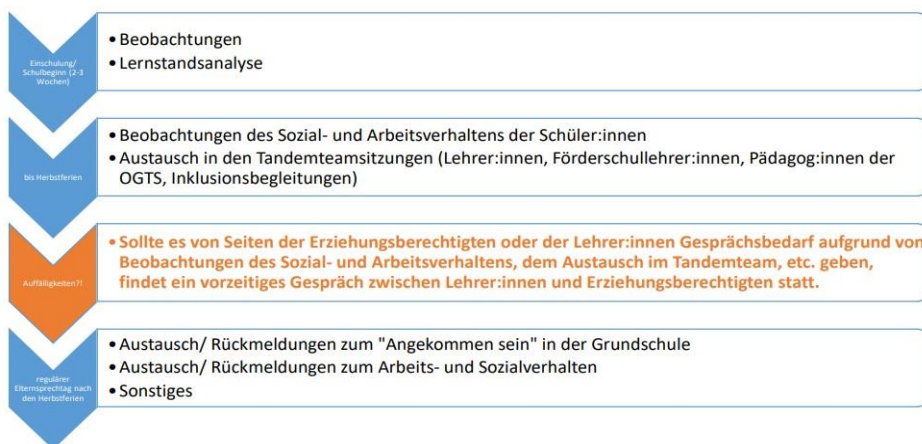 Einschulung/
Schulbeginn (2-3
Wochen)
• Beobachtungen
• Lernstandsanalyse
bis Herbstferien
• Beobachtungen des Sozial- und Arbeitsverhaltens der Schüler:innen
• Austausch in den Tandemteamsitzungen (Lehrer:innen, Förderschullehrer:innen, Pädagog:innen der
OGTS, Inklusionsbegleitungen)
Auffälligkeiten?!
• Sollte es von Seiten der Erziehungsberechtigten oder der Lehrer:innen Gesprächsbedarf aufgrund von
Beobachtungen des Sozial- und Arbeitsverhaltens, dem Austausch im Tandemteam, etc. geben,
findet ein vorzeitiges Gespräch zwischen Lehrer:innen und Erziehungsberechtigten statt.
regulärer
Elternsprechtag nach
den Herbstferien
• Austausch/ Rückmeldungen zum "Angekommen sein" in der Grundschule
• Austausch/ Rückmeldungen zum Arbeits- und Sozialverhalten
• Sonstiges